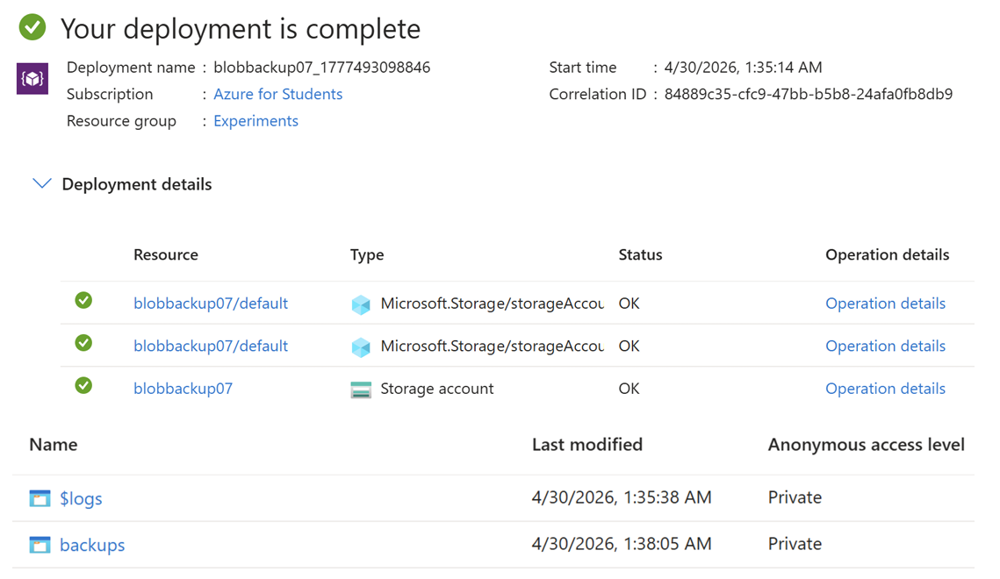 Your deployment is complete
Deployment name : blobbackup07_1777493098846
Start time : 4/30/2026, 1:35:14 AM
Subscription : Azure for Students
Correlation ID : 84889c35-cfc9-47bb-b5b8-24afa0fb8db9
Resource group : Experiments
Deployment details
Resource Type Status Operation details
blobbackup07/default Microsoft.Storage/storageAccou OK Operation details
blobbackup07/default Microsoft.Storage/storageAccou OK Operation details
blobbackup07 Storage account OK Operation details
Name Last modified Anonymous access level
$logs 4/30/2026, 1:35:38 AM Private
backups 4/30/2026, 1:38:05 AM Private